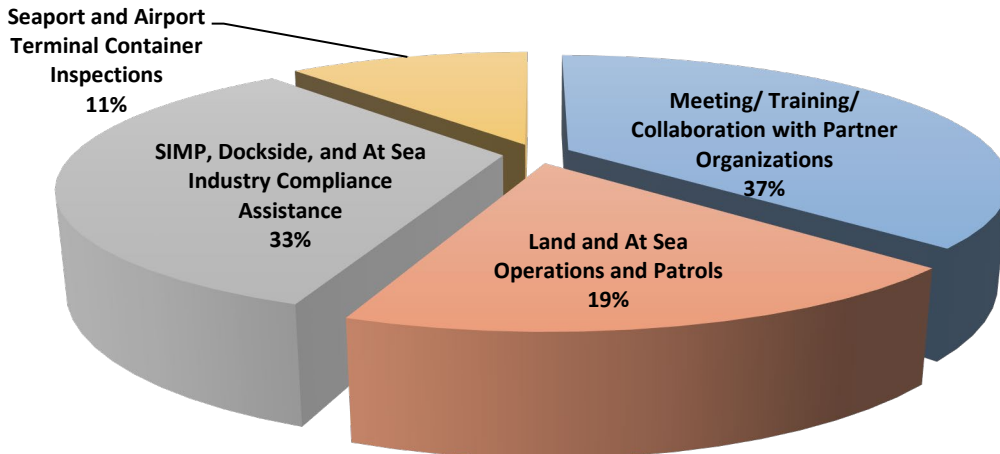 Seaport and Airport
Terminal Container
Inspections
11%
Meeting/ Training/
Collaboration with Partner
Organizations
37%
SIMP, Dockside, and At Sea
Industry Compliance
Assistance
33%
Land and At Sea
Operations and Patrols
19%